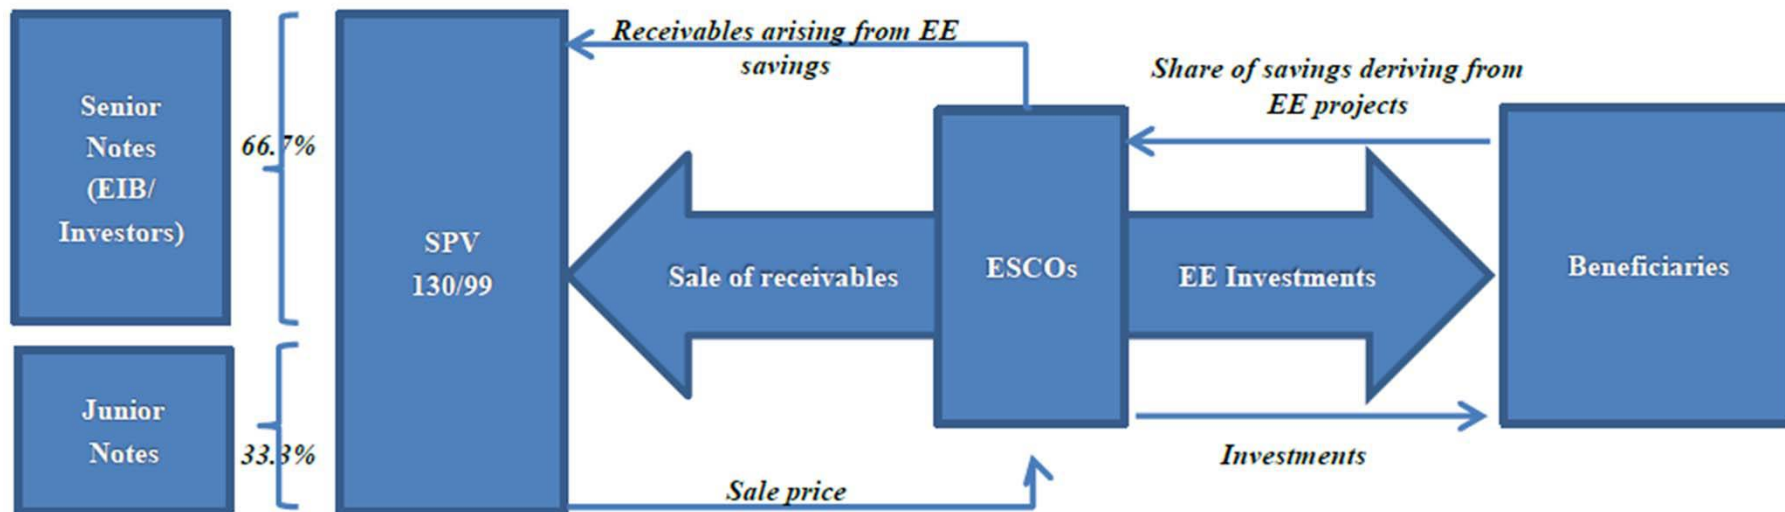 Senior
Notes
(EIB/
Investors)
66.7%
Junior
Notes
33.3%
SPV
130/99
Receivables arising from EE
savings
Sale of receivables
Sale price
ESCOs
Share of savings deriving from
EE projects
EE Investments
Investments
Beneficiaries